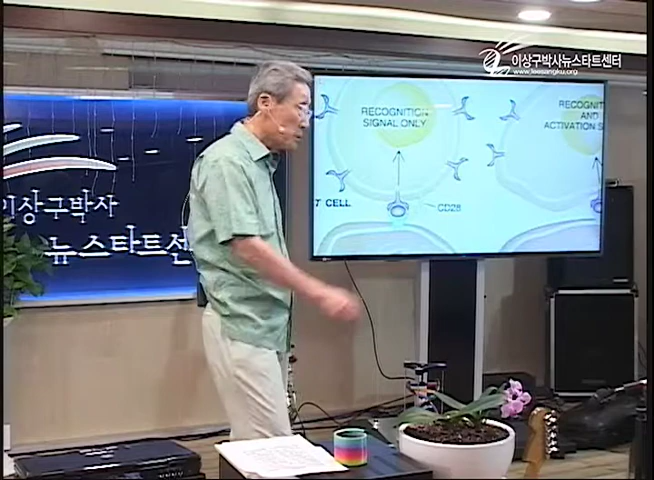 이상구박사뉴스타트센터
www.leesangku.org
RECOGNITION
SIGNAL ONLY
T CELL
CD28
RECOGNIT
AND
ACTIVATION S
이상구박사
뉴스타트센